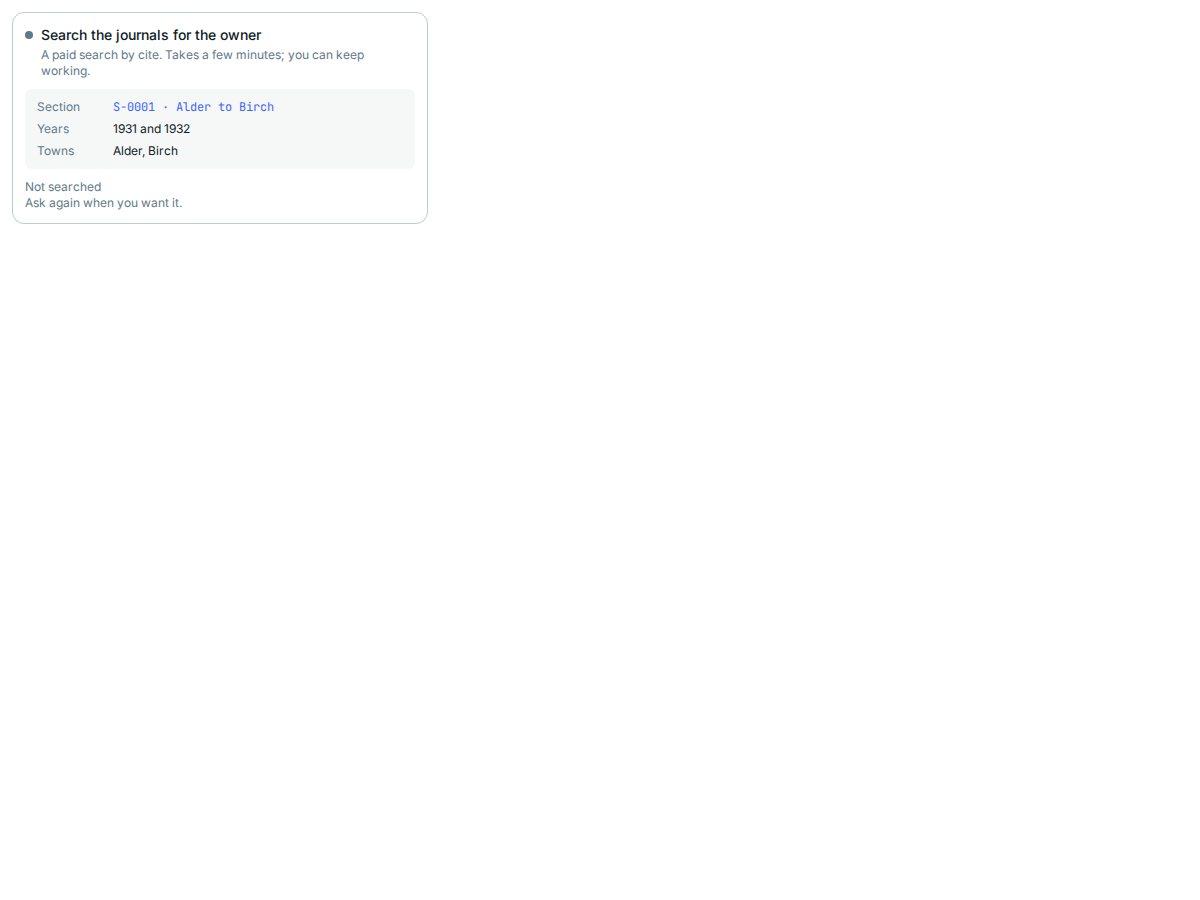 Search the journals for the owner
A paid search by cite. Takes a few minutes; you can keep
working.
Section S-0001 · Alder to Birch
Years 1931 and 1932
Towns Alder, Birch
Not searched
Ask again when you want it.